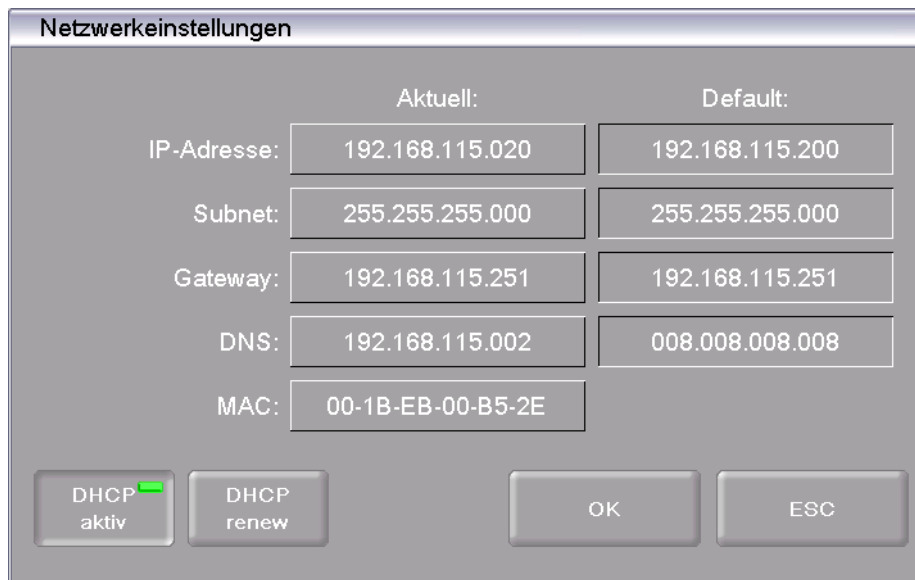 Netzwerkeinstellungen
Aktuell: Default:
IP-Adresse: 192.168.115.020 192.168.115.200
Subnet: 255.255.255.000 255.255.255.000
Gateway: 192.168.115.251 192.168.115.251
DNS: 192.168.115.002 008.008.008.008
MAC: 00-1B-EB-00-B5-2E
DHCP aktiv
DHCP renew
OK
ESC